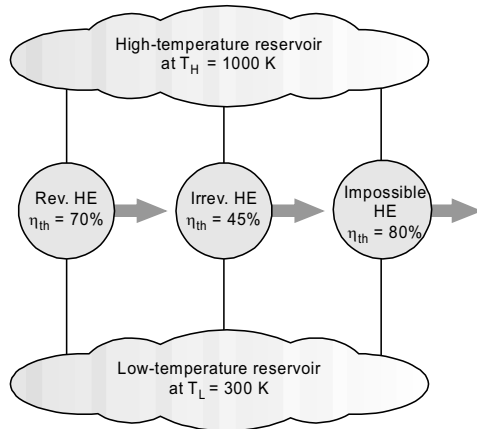 High-temperature reservoir
at T_H = 1000 K
Rev. HE
η_th = 70%
Irrev. HE
η_th = 45%
Impossible
HE
η_th = 80%
Low-temperature reservoir
at T_L = 300 K